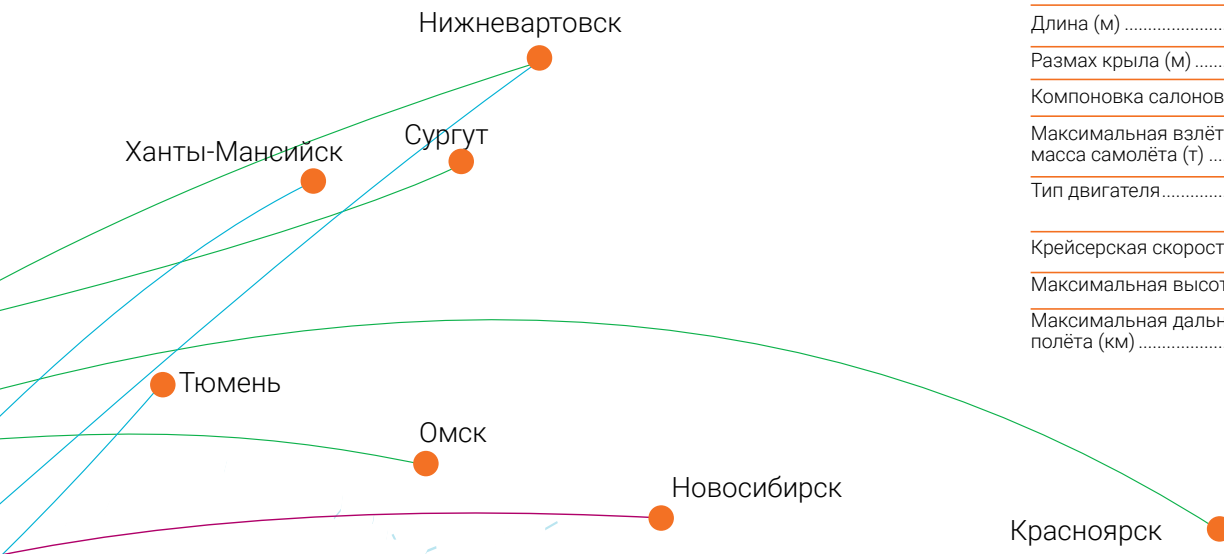 Нижневартовск
Сургут
Ханты-Мансийск
Тюмень
Омск
Новосибирск
Красноярск
Длина (м) ......................
Размах крыла (м) ......
Компоновка салонов
Максимальная взлёт
масса самолёта (т) ...
Тип двигателя.............
Крейсерская скорост
Максимальная высот
Максимальная дальн
полёта (км) ..................